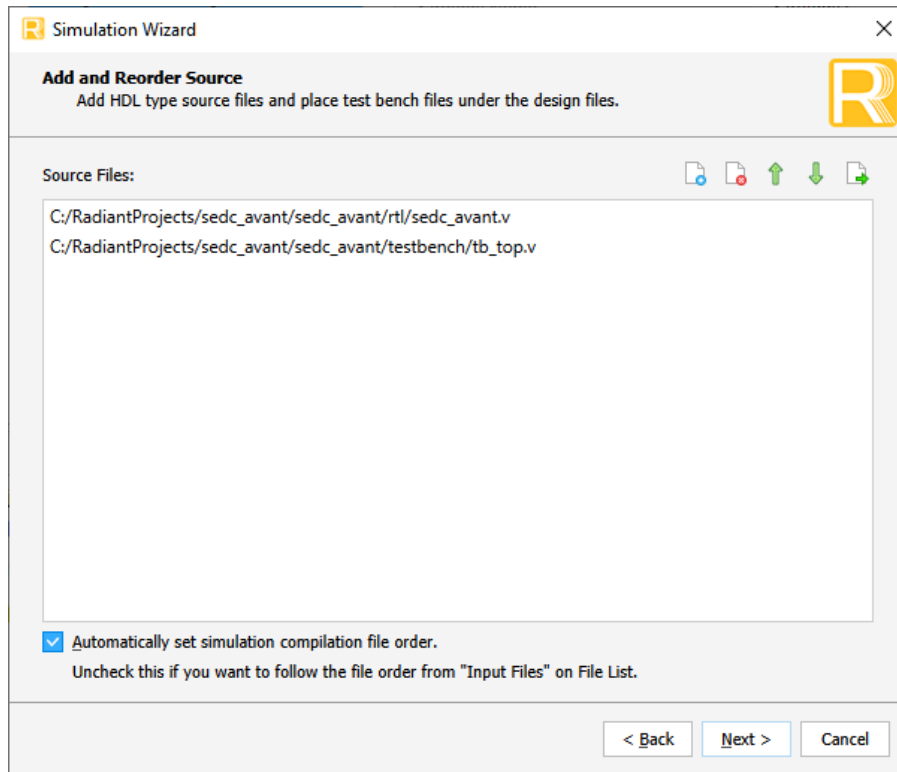 Simulation Wizard
Add and Reorder Source
Add HDL type source files and place test bench files under the design files.
Source Files:
C:/RadiantProjects/sedc_avant/sedc_avant/rtl/sedc_avant.v
C:/RadiantProjects/sedc_avant/sedc_avant/testbench/tb_top.v
Automatically set simulation compilation file order.
Uncheck this if you want to follow the file order from "Input Files" on File List.
< Back
Next >
Cancel